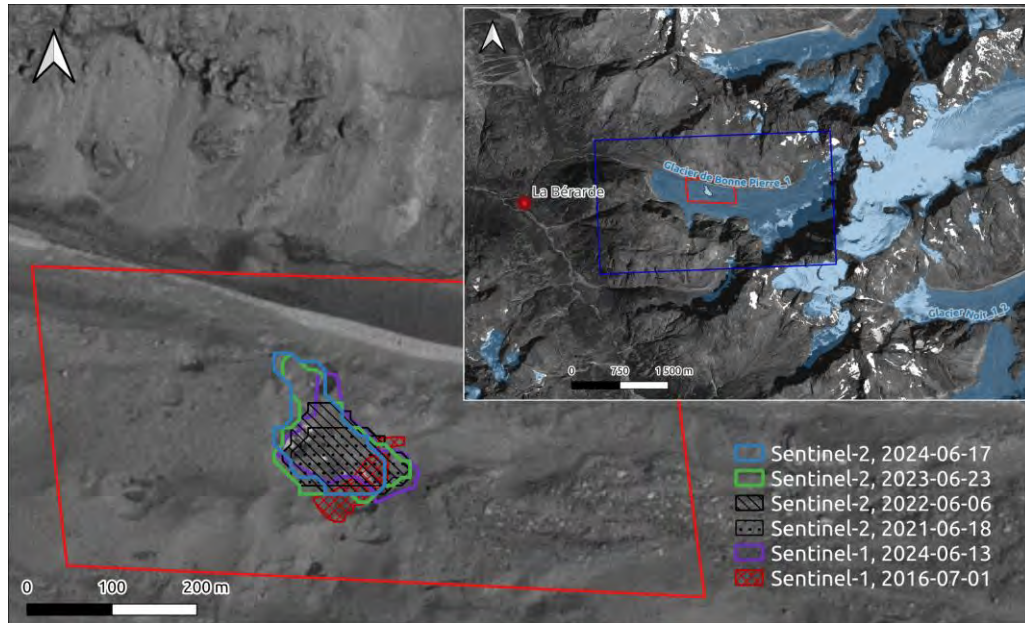 Glacier de Bonne Pierre_1
La Bérarde
Glacier Noir_1_2
0 750 1 500 m
Sentinel-2, 2024-06-17
Sentinel-2, 2023-06-23
Sentinel-2, 2022-06-06
Sentinel-2, 2021-06-18
Sentinel-1, 2024-06-13
Sentinel-1, 2016-07-01
0 100 200 m